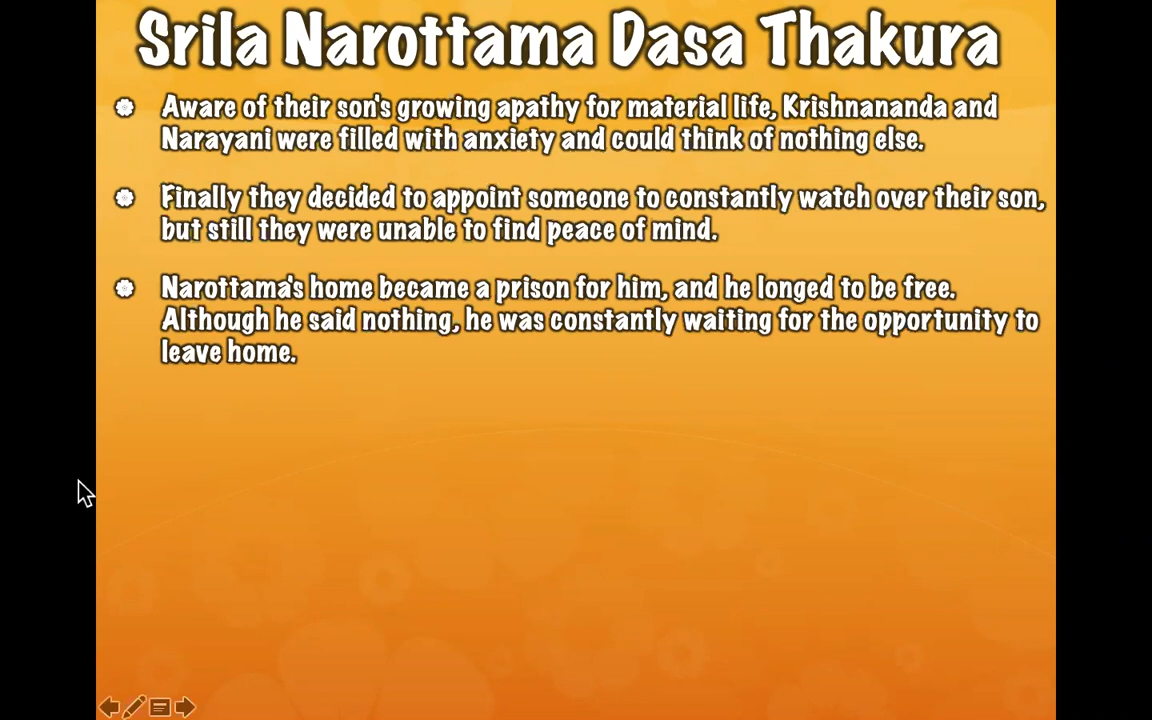 Srila Narottama Dasa Thakura
Aware of their son's growing apathy for material life, Krishnananda and
Narayani were filled with anxiety and could think of nothing else.
Finally they decided to appoint someone to constantly watch over their son,
but still they were unable to find peace of mind.
Narottama's home became a prison for him, and he longed to be free.
Although he said nothing, he was constantly waiting for the opportunity to
leave home.